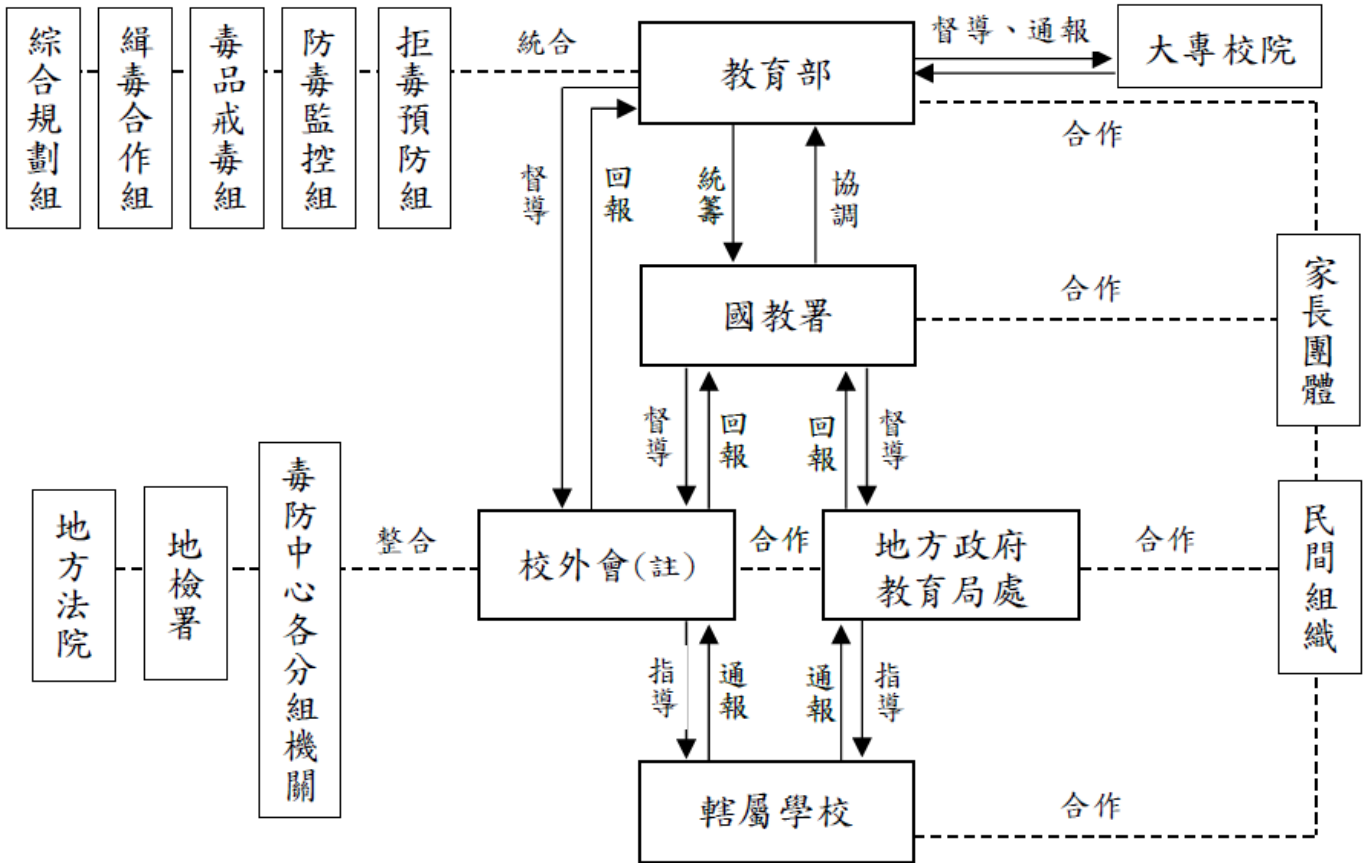 綜合規劃組
緝毒合作組
毒品戒毒組
防毒監控組
拒毒預防組
統合
教育部
督導、通報
大專校院
合作
督導
回報
統籌
協調
國教署
合作
家長團體
督導
回報
回報
督導
地方法院
地檢署
毒防中心各分組機關
整合
校外會(註)
合作
地方政府
教育局處
合作
民間組織
指導
通報
通報
指導
轄屬學校
合作